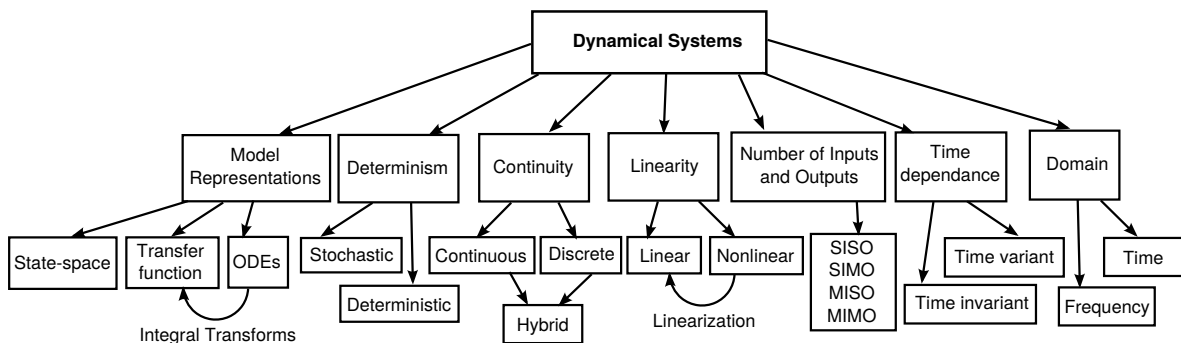 Dynamical Systems
Model
Representations
Determinism
Continuity
Linearity
Number of Inputs
and Outputs
Time
dependance
Domain
State-space
Transfer
function
ODEs
Stochastic
Continuous
Discrete
Linear
Nonlinear
SISO
SIMO
MISO
MIMO
Time variant
Time
Deterministic
Time invariant
Frequency
Integral Transforms
Hybrid
Linearization